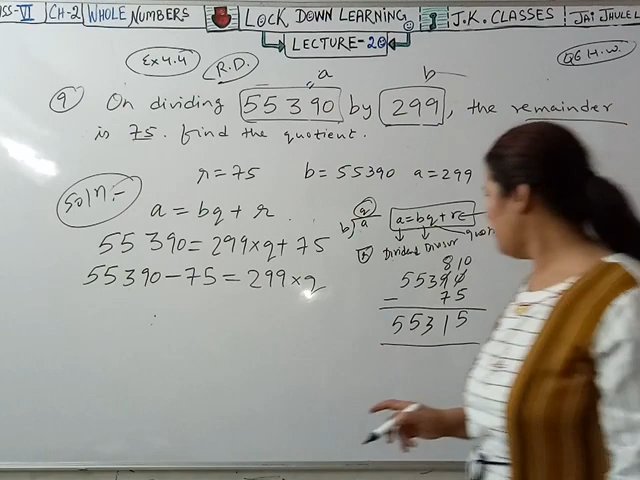 SS-VI CH-2 WHOLE NUMBERS LOCK DOWN LEARNING J.K. CLASSES JAI JHULE L
LECTURE-20
Ex 4.4 R.D. Q6 H.W.
a b
9 On dividing 55390 by 299, the remainder
is 75. find the quotient.
r = 75 b = 55390 a = 299
Soln:-
a = bq + r
q
b) a
a = bq + r
Dividend Divisor quo
55390 = 299×q + 75
55390 - 75 = 299×q
8 10
55390
- 75
55315